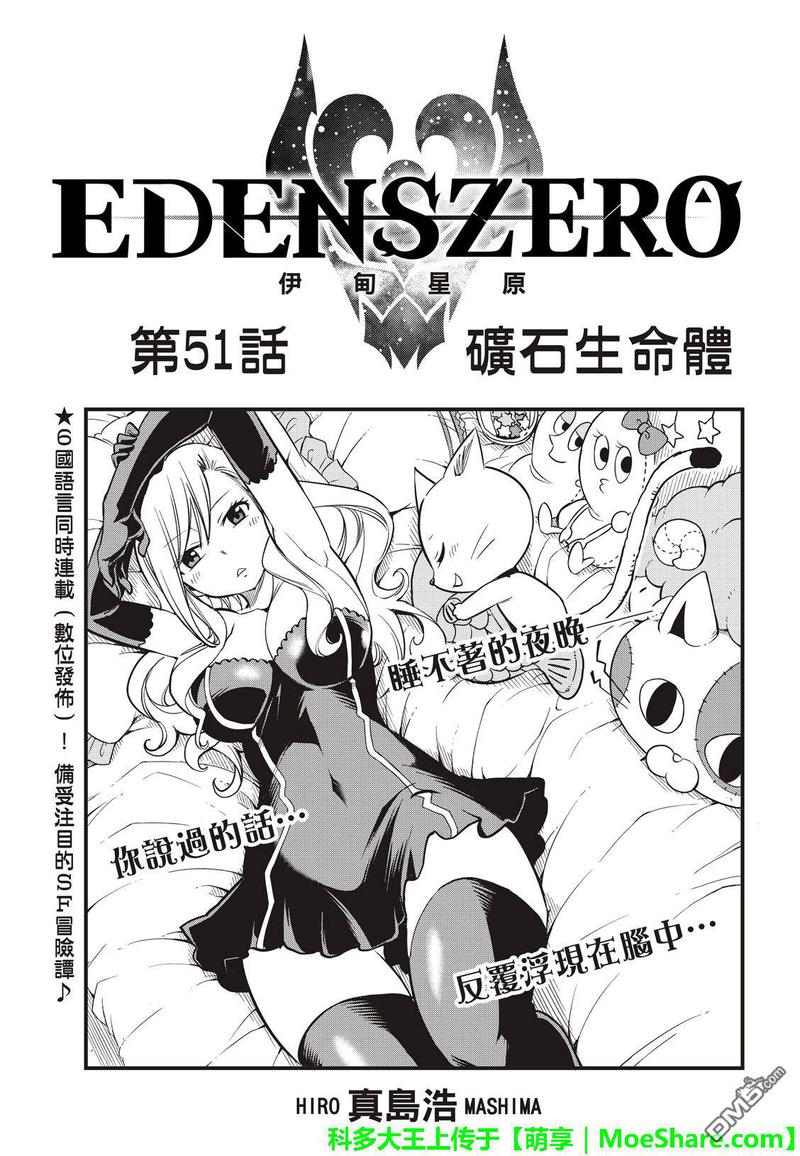 EDENSZERO
伊甸星原
第51話 礦石生命體
★6國語言同時連載（數位發佈）！ 備受注目的SF冒險譚♪
睡不著的夜晚
你說過的話…
反覆浮現在腦中…
HIRO 真島浩 MASHIMA
科多大王上传于【萌享｜MoeShare.com】
DM5.com